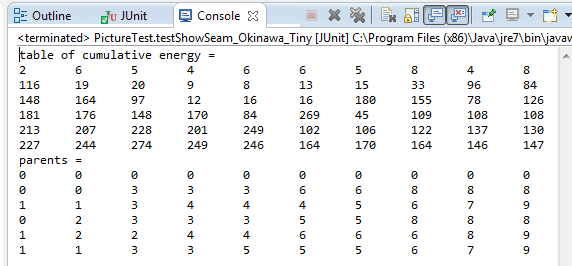 Outline JUnit Console
<terminated> PictureTest.testShowSeam_Okinawa_Tiny [JUnit] C:\Program Files (x86)\Java\jre7\bin\javaw
table of cumulative energy =
2 6 5 4 6 6 5 8 4 8
116 19 20 9 8 13 15 33 96 84
148 164 97 12 16 16 180 155 78 126
181 176 148 170 84 269 45 109 108 108
213 207 228 201 249 102 106 122 137 130
227 244 274 249 246 164 170 164 146 147
parents =
0 0 0 0 0 0 0 0 0 0
0 0 3 3 3 6 6 8 8 8
1 1 3 4 4 4 5 6 7 9
0 2 3 3 3 5 5 8 8 8
1 2 2 4 4 6 6 6 8 9
1 1 3 3 5 5 5 6 7 9